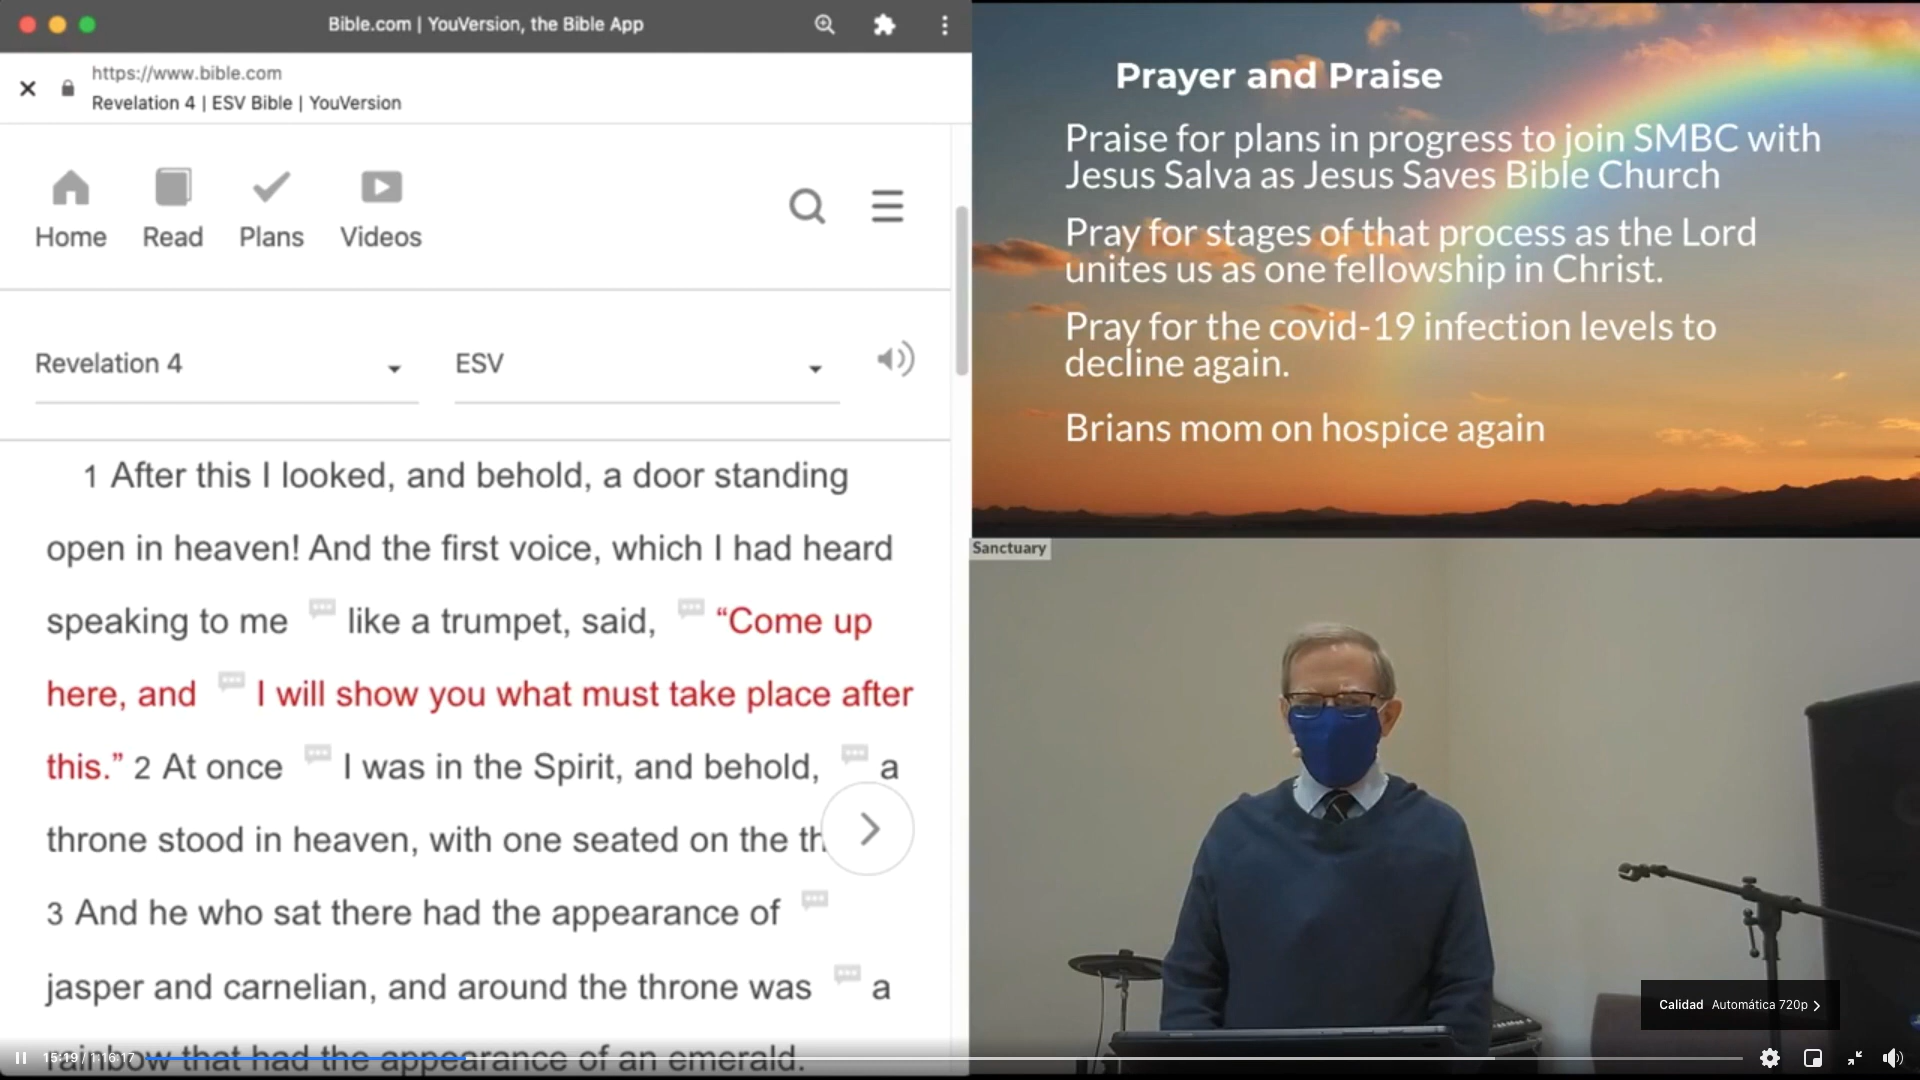 Bible.com | YouVersion, the Bible App
https://www.bible.com
Revelation 4 | ESV Bible | YouVersion
Home Read Plans Videos
Revelation 4 ESV
1 After this I looked, and behold, a door standing
open in heaven! And the first voice, which I had heard
speaking to me like a trumpet, said, “Come up
here, and I will show you what must take place after
this.” 2 At once I was in the Spirit, and behold, a
throne stood in heaven, with one seated on the th
3 And he who sat there had the appearance of
jasper and carnelian, and around the throne was a
rainbow that had the appearance of an emerald.
15:19 / 1:16:17
Prayer and Praise
Praise for plans in progress to join SMBC with
Jesus Salva as Jesus Saves Bible Church
Pray for stages of that process as the Lord
unites us as one fellowship in Christ.
Pray for the covid-19 infection levels to
decline again.
Brians mom on hospice again
Sanctuary
Calidad Automática 720p